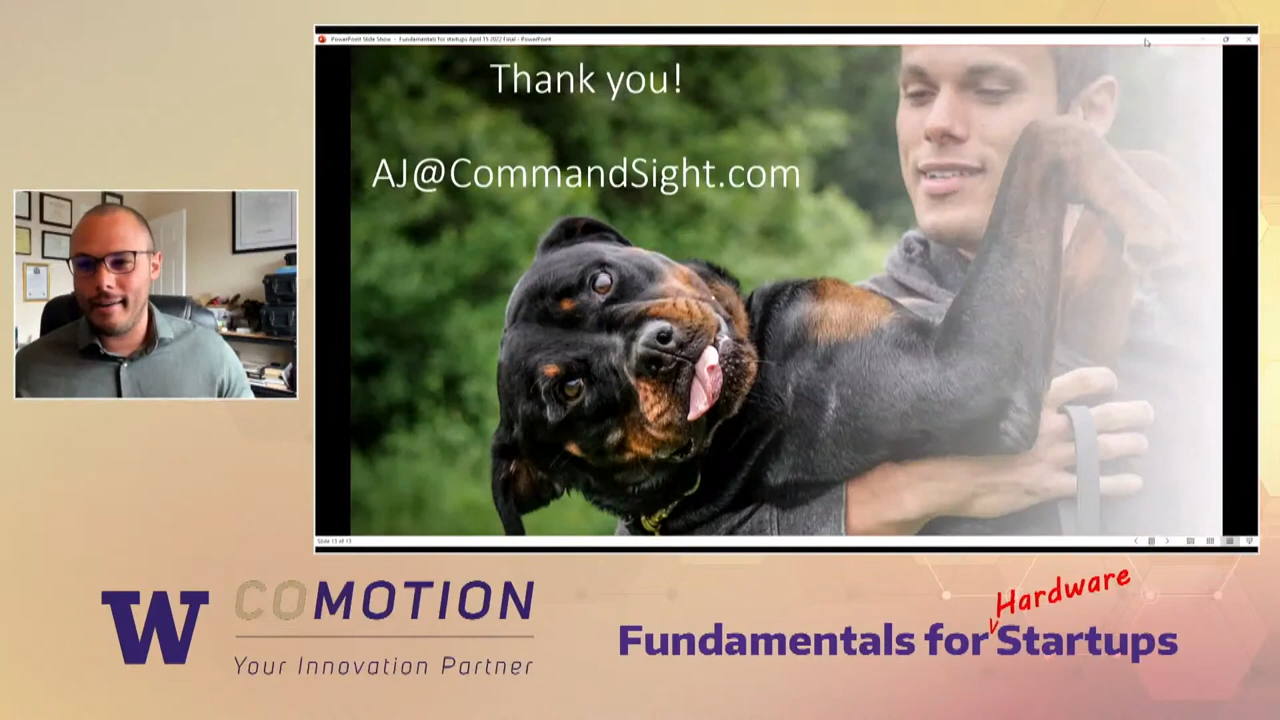 PowerPoint Slide Show - Fundamentals for startups April 15 2022 Final - PowerPoint
Thank you!
AJ@CommandSight.com
Slide 13 of 13
W
COMOTION
Your Innovation Partner
Hardware
Fundamentals for Startups